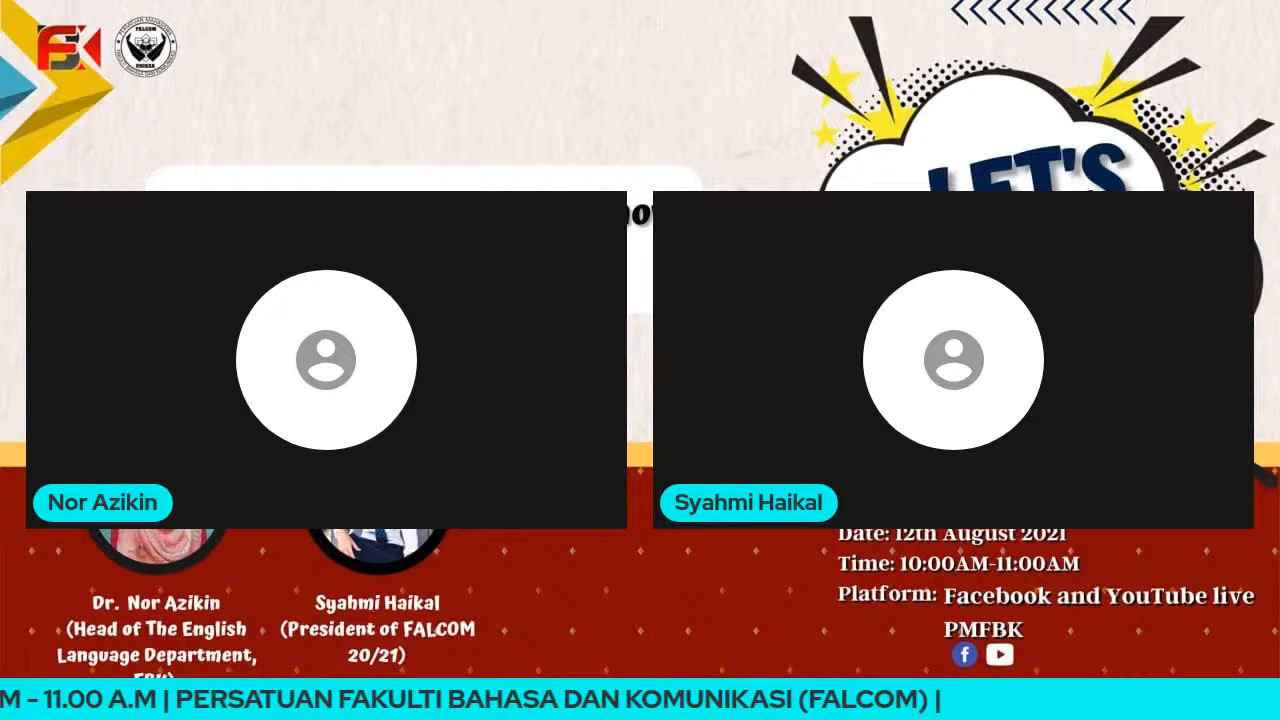 FALCOM
UNISZA
LET'S
Nor Azikin
Syahmi Haikal
Date: 12th August 2021
Time: 10:00AM-11:00AM
Platform: Facebook and YouTube live
PMFBK
Dr. Nor Azikin
(Head of The English
Language Department,
Syahmi Haikal
(President of FALCOM
20/21)
M - 11.00 A.M | PERSATUAN FAKULTI BAHASA DAN KOMUNIKASI (FALCOM) |